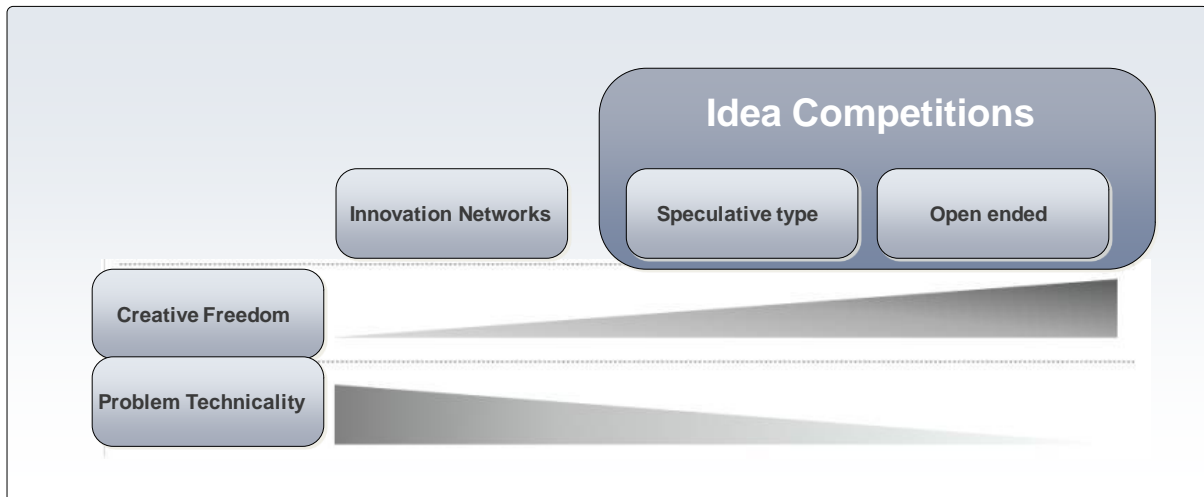 Idea Competitions
Innovation Networks
Speculative type
Open ended
Creative Freedom
Problem Technicality